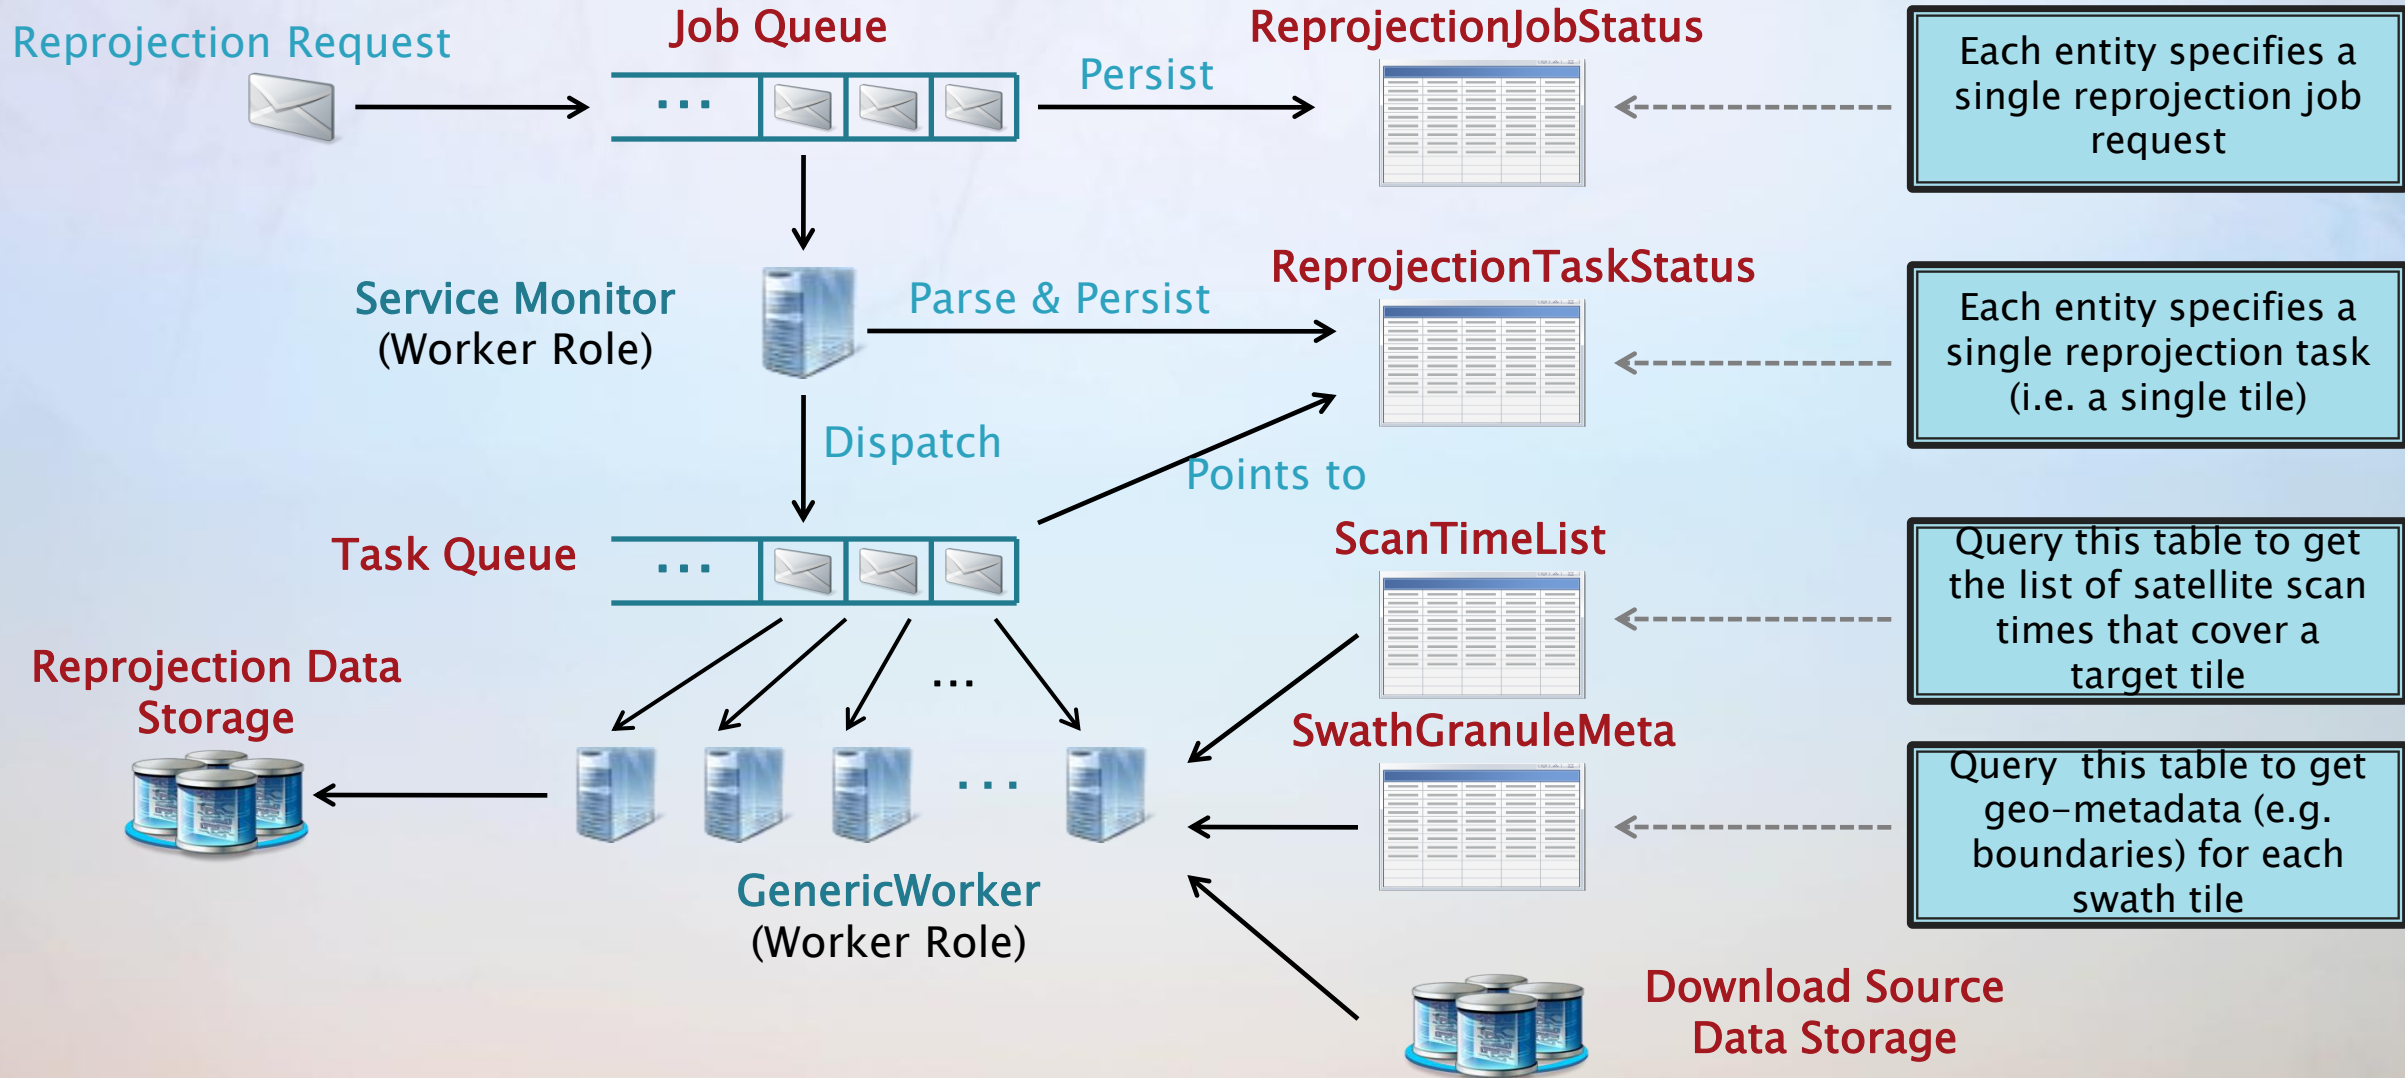 Reprojection Request
Job Queue
ReprojectionJobStatus
Persist
...
Each entity specifies a
single reprojection job
request
Service Monitor
(Worker Role)
Parse & Persist
ReprojectionTaskStatus
Each entity specifies a
single reprojection task
(i.e. a single tile)
Dispatch
Points to
Task Queue
...
ScanTimeList
Query this table to get
the list of satellite scan
times that cover a
target tile
...
Reprojection Data
Storage
SwathGranuleMeta
Query  this table to get
geo-metadata (e.g.
boundaries) for each
swath tile
...
GenericWorker
(Worker Role)
Download Source
Data Storage